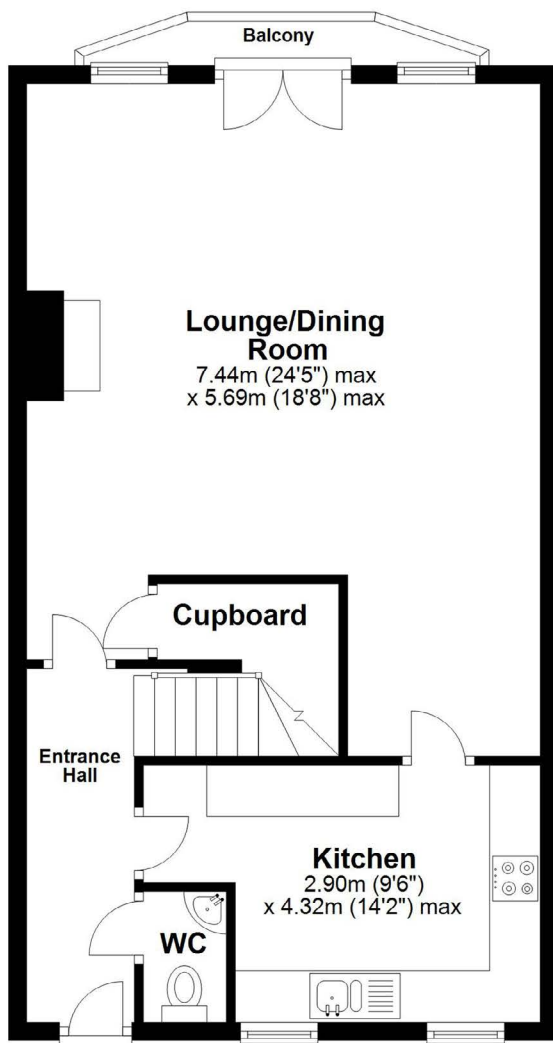 Balcony
Lounge/Dining
Room
7.44m (24'5") max
x 5.69m (18'8") max
Cupboard
Entrance
Hall
Kitchen
2.90m (9'6")
x 4.32m (14'2") max
WC